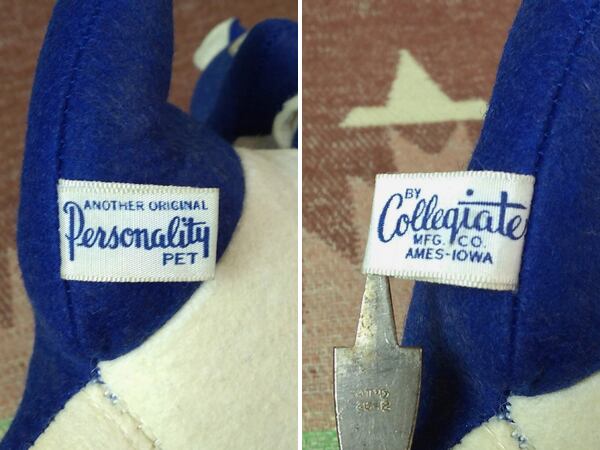 ANOTHER ORIGINAL
Personality
PET
BY
Collegiate
MFG. CO.
AMES-IOWA